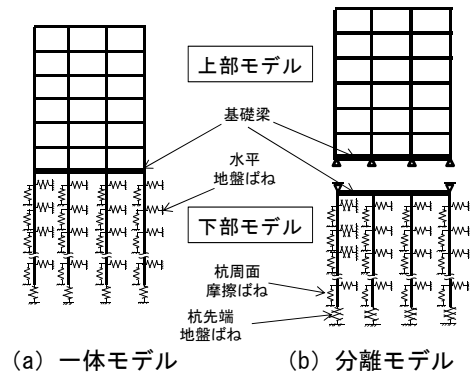 上部モデル
基礎梁
水平
地盤ばね
下部モデル
杭周面
摩擦ばね
杭先端
地盤ばね
(a) 一体モデル
(b) 分離モデル